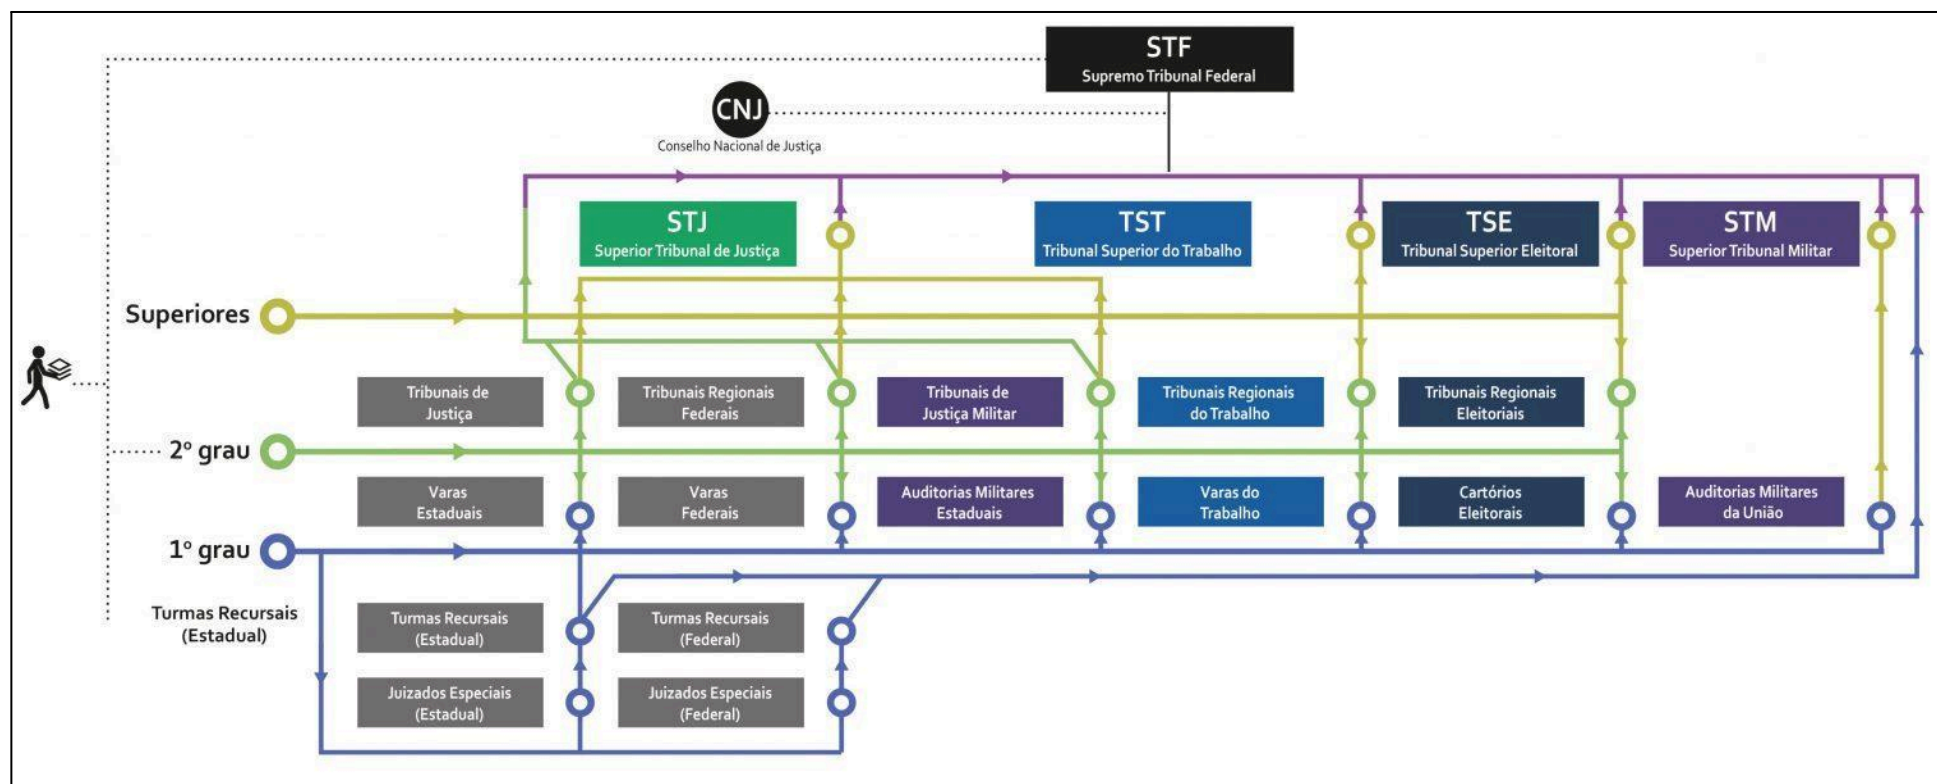 STF
Supremo Tribunal Federal
CNJ
Conselho Nacional de Justiça
STJ
Superior Tribunal de Justiça
TST
Tribunal Superior do Trabalho
TSE
Tribunal Superior Eleitoral
STM
Superior Tribunal Militar
Superiores
Tribunais de
Justiça
Tribunais Regionais
Federais
Tribunais de
Justiça Militar
Tribunais Regionais
do Trabalho
Tribunais Regionais
Eleitoriais
2º grau
Varas
Estaduais
Varas
Federais
Auditorias Militares
Estaduais
Varas do
Trabalho
Cartórios
Eleitorais
Auditorias Militares
da União
1º grau
Turmas Recursais
(Estadual)
Turmas Recursais
(Estadual)
Turmas Recursais
(Federal)
Juizados Especiais
(Estadual)
Juizados Especiais
(Federal)